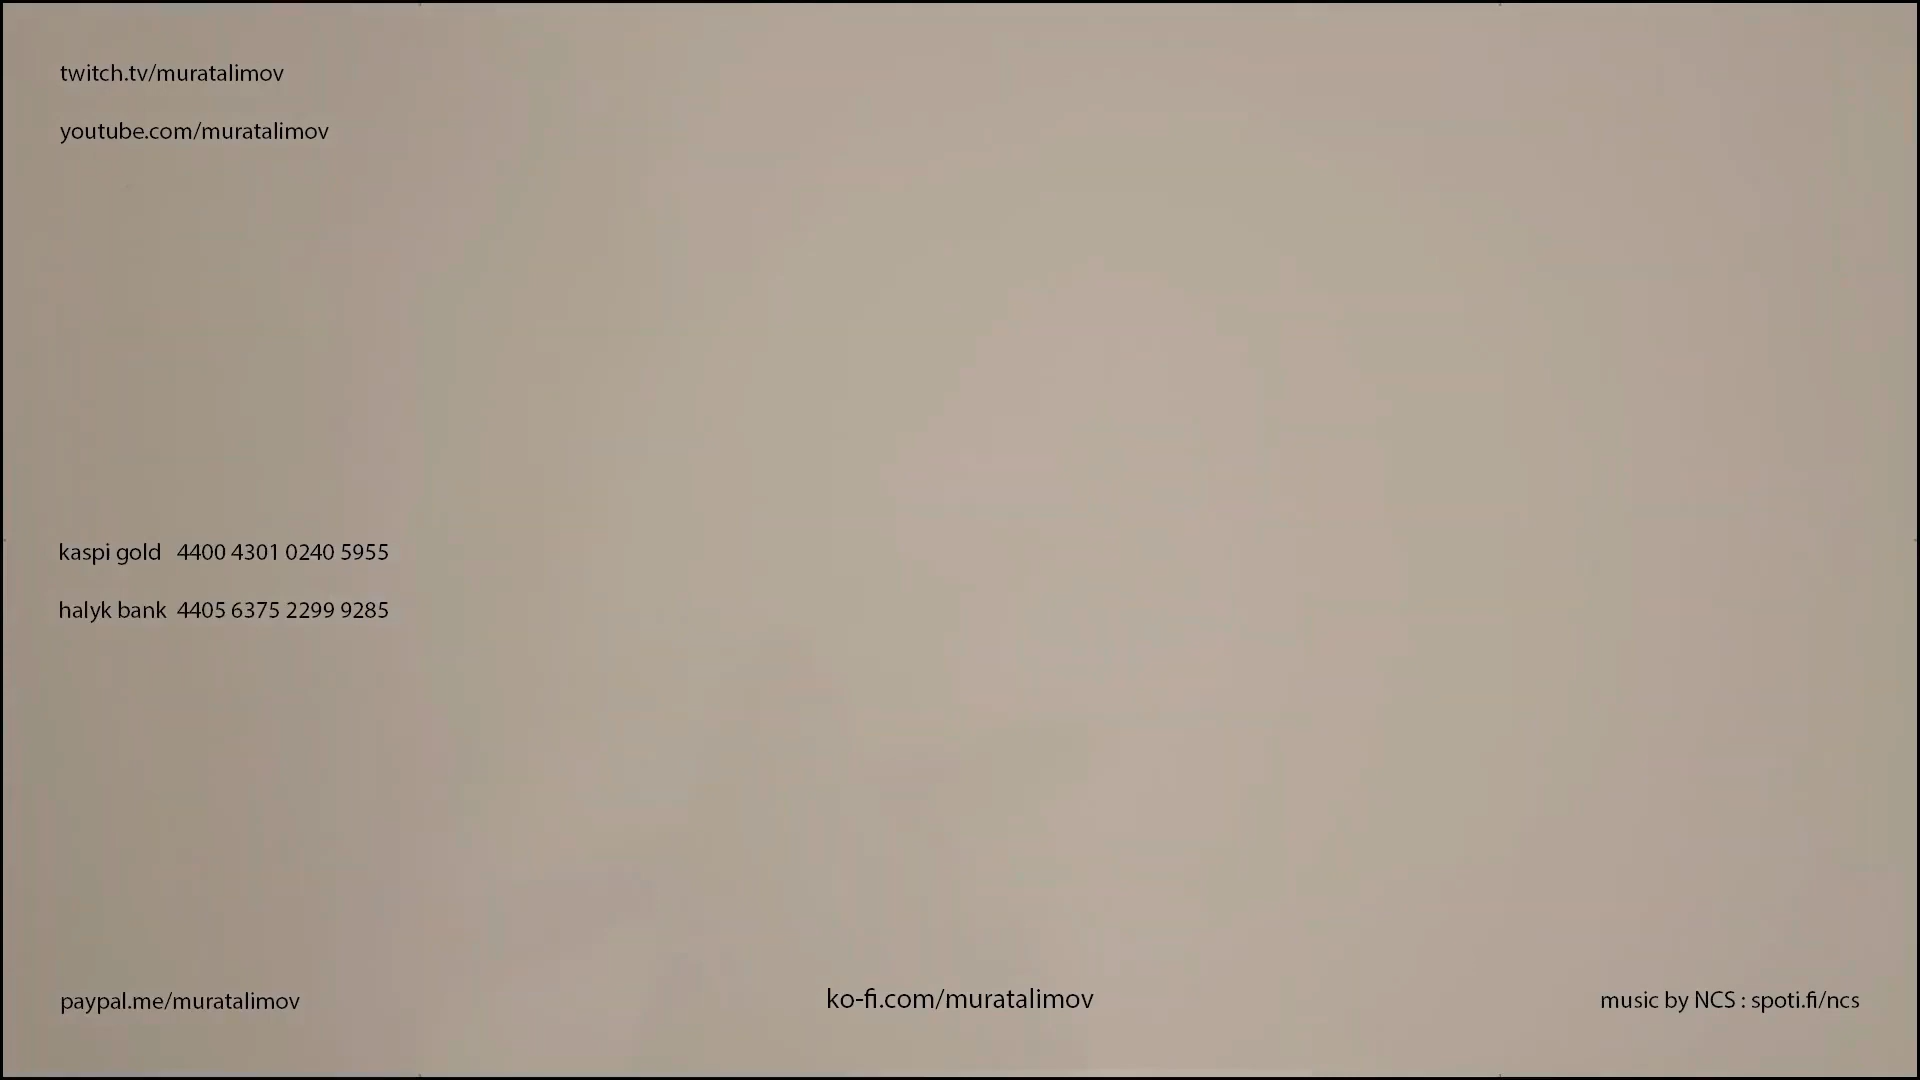 twitch.tv/muratalimov
youtube.com/muratalimov
kaspi gold 4400 4301 0240 5955
halyk bank 4405 6375 2299 9285
paypal.me/muratalimov
ko-fi.com/muratalimov
music by NCS : spoti.fi/ncs